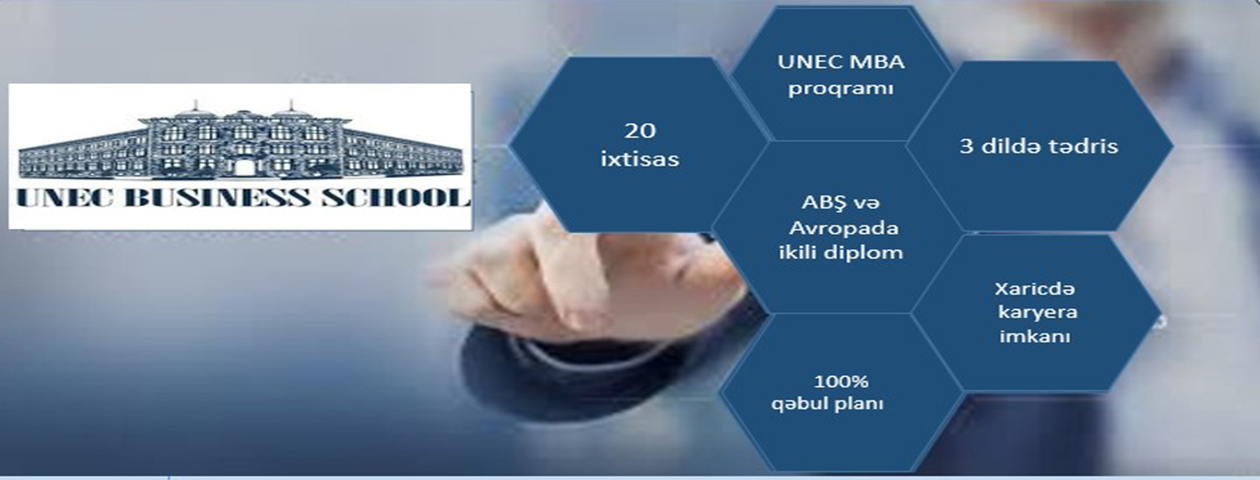 UNEC BUSINESS SCHOOL
20
ixtisas
UNEC MBA
proqramı
3 dildə tədris
ABŞ və
Avropada
ikili diplom
Xaricdə
karyera
imkanı
100%
qəbul planı